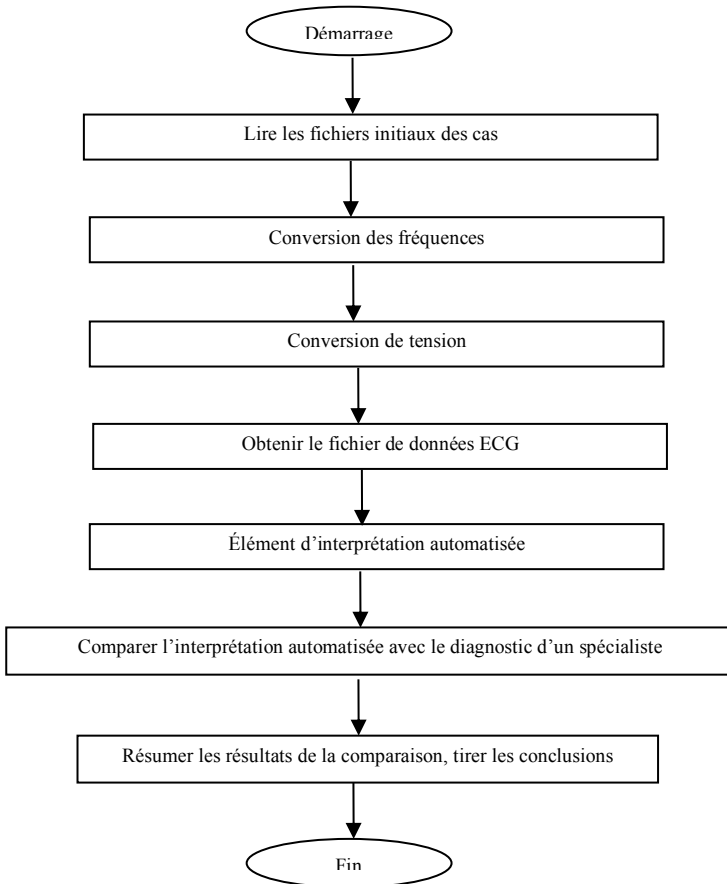 Démarrage
Lire les fichiers initiaux des cas
Conversion des fréquences
Conversion de tension
Obtenir le fichier de données ECG
Élément d’interprétation automatisée
Comparer l’interprétation automatisée avec le diagnostic d’un spécialiste
Résumer les résultats de la comparaison, tirer les conclusions
Fin